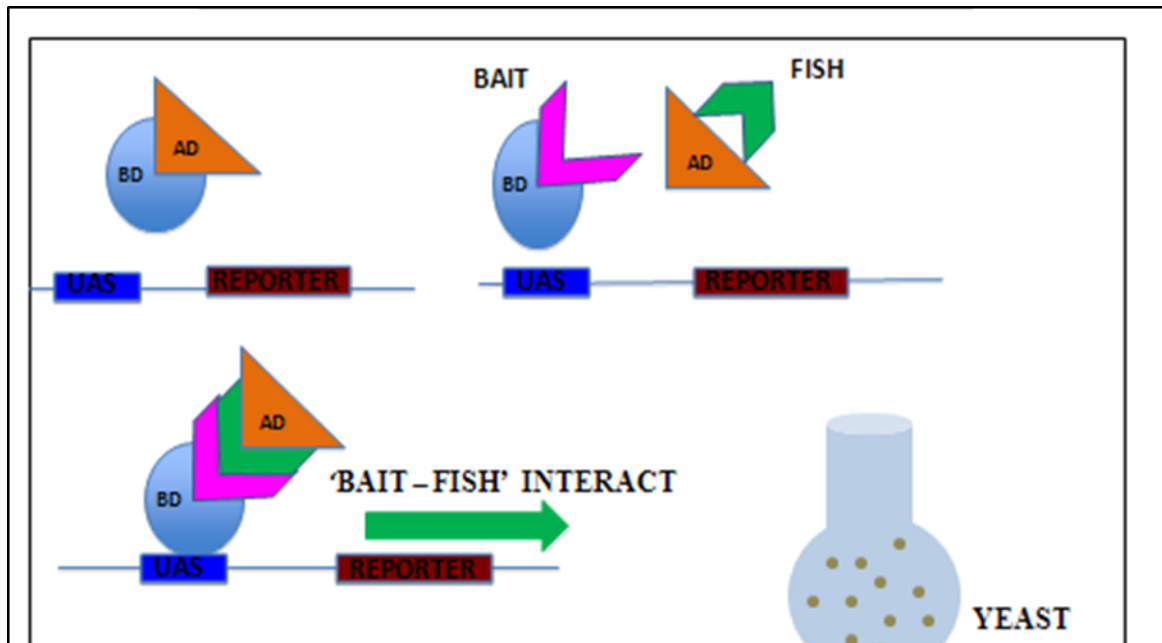 BD
AD
UAS
REPORTER
BAIT
FISH
BD
AD
UAS
REPORTER
AD
BD
‘BAIT – FISH’ INTERACT
UAS
REPORTER
YEAST